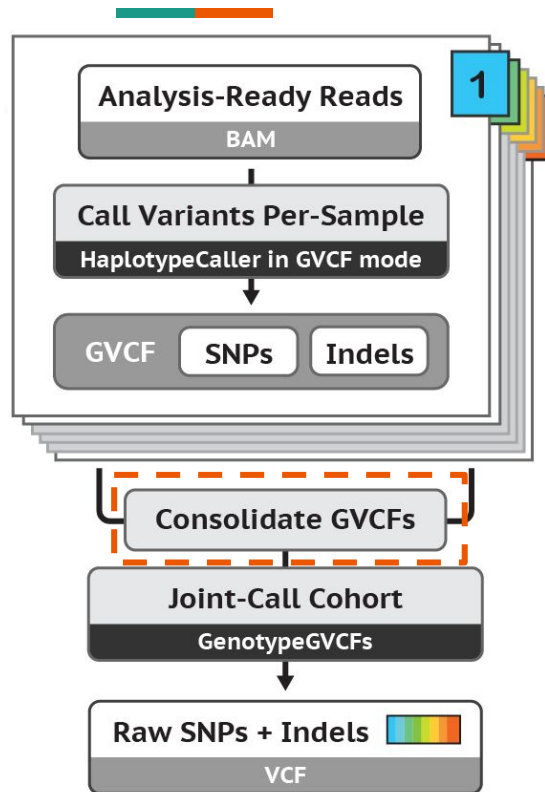 1
Analysis-Ready Reads
BAM
Call Variants Per-Sample
HaplotypeCaller in GVCF mode
GVCF SNPs Indels
Consolidate GVCFs
Joint-Call Cohort
GenotypeGVCFs
Raw SNPs + Indels
VCF